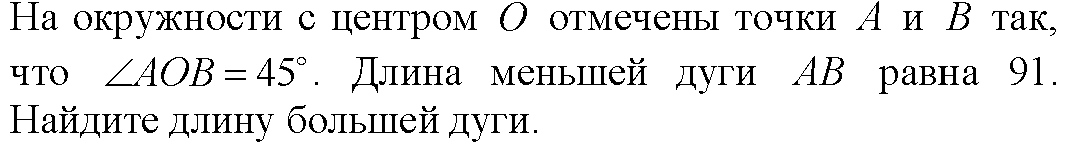 На окружности с центром O отмечены точки A и B так,
что ∠AOB = 45°. Длина меньшей дуги AB равна 91.
Найдите длину большей дуги.